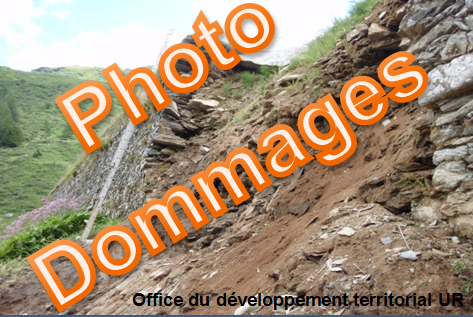 Photo
Dommages
Office du développement territorial UR